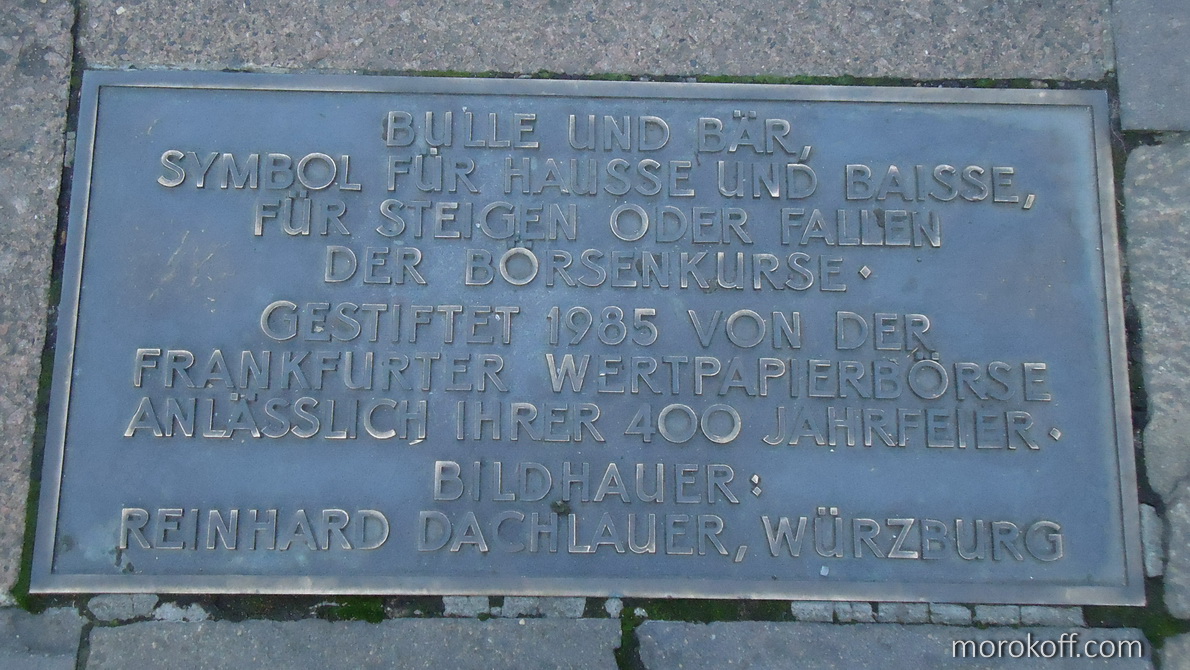 BULLE UND BÄR,
SYMBOL FÜR HAUSSE UND BAISSE,
FÜR STEIGEN ODER FALLEN
DER BÖRSENKURSE.
GESTIFTET 1985 VON DER
FRANKFURTER WERTPAPIERBÖRSE
ANLÄSSLICH IHRER 400 JAHRFEIER.
BILDHAUER:
REINHARD DACHLAUER, WÜRZBURG
morokoff.com